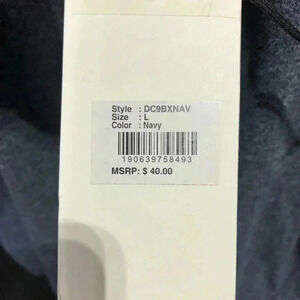 Style : DC9BXNAV
Size : L
Color : Navy
190639758493
MSRP: $ 40.00